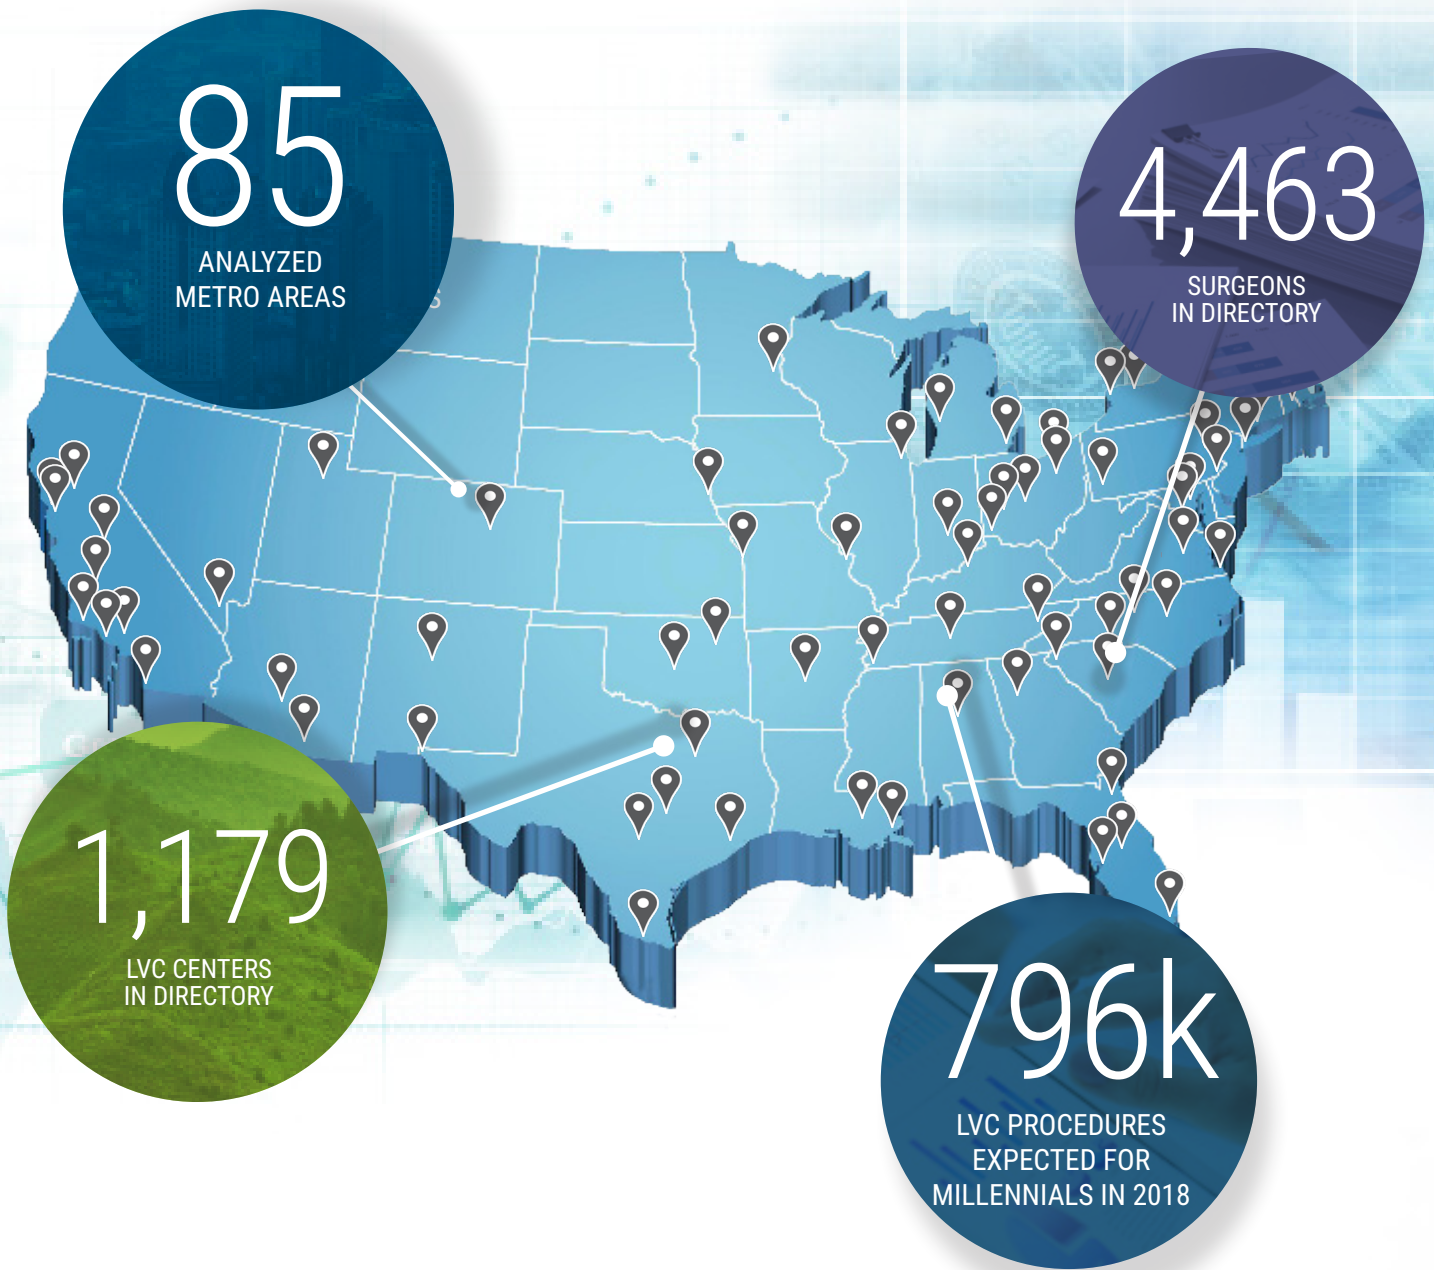 85
ANALYZED
METRO AREAS
4,463
SURGEONS
IN DIRECTORY
1,179
LVC CENTERS
IN DIRECTORY
796k
LVC PROCEDURES
EXPECTED FOR
MILLENNIALS IN 2018